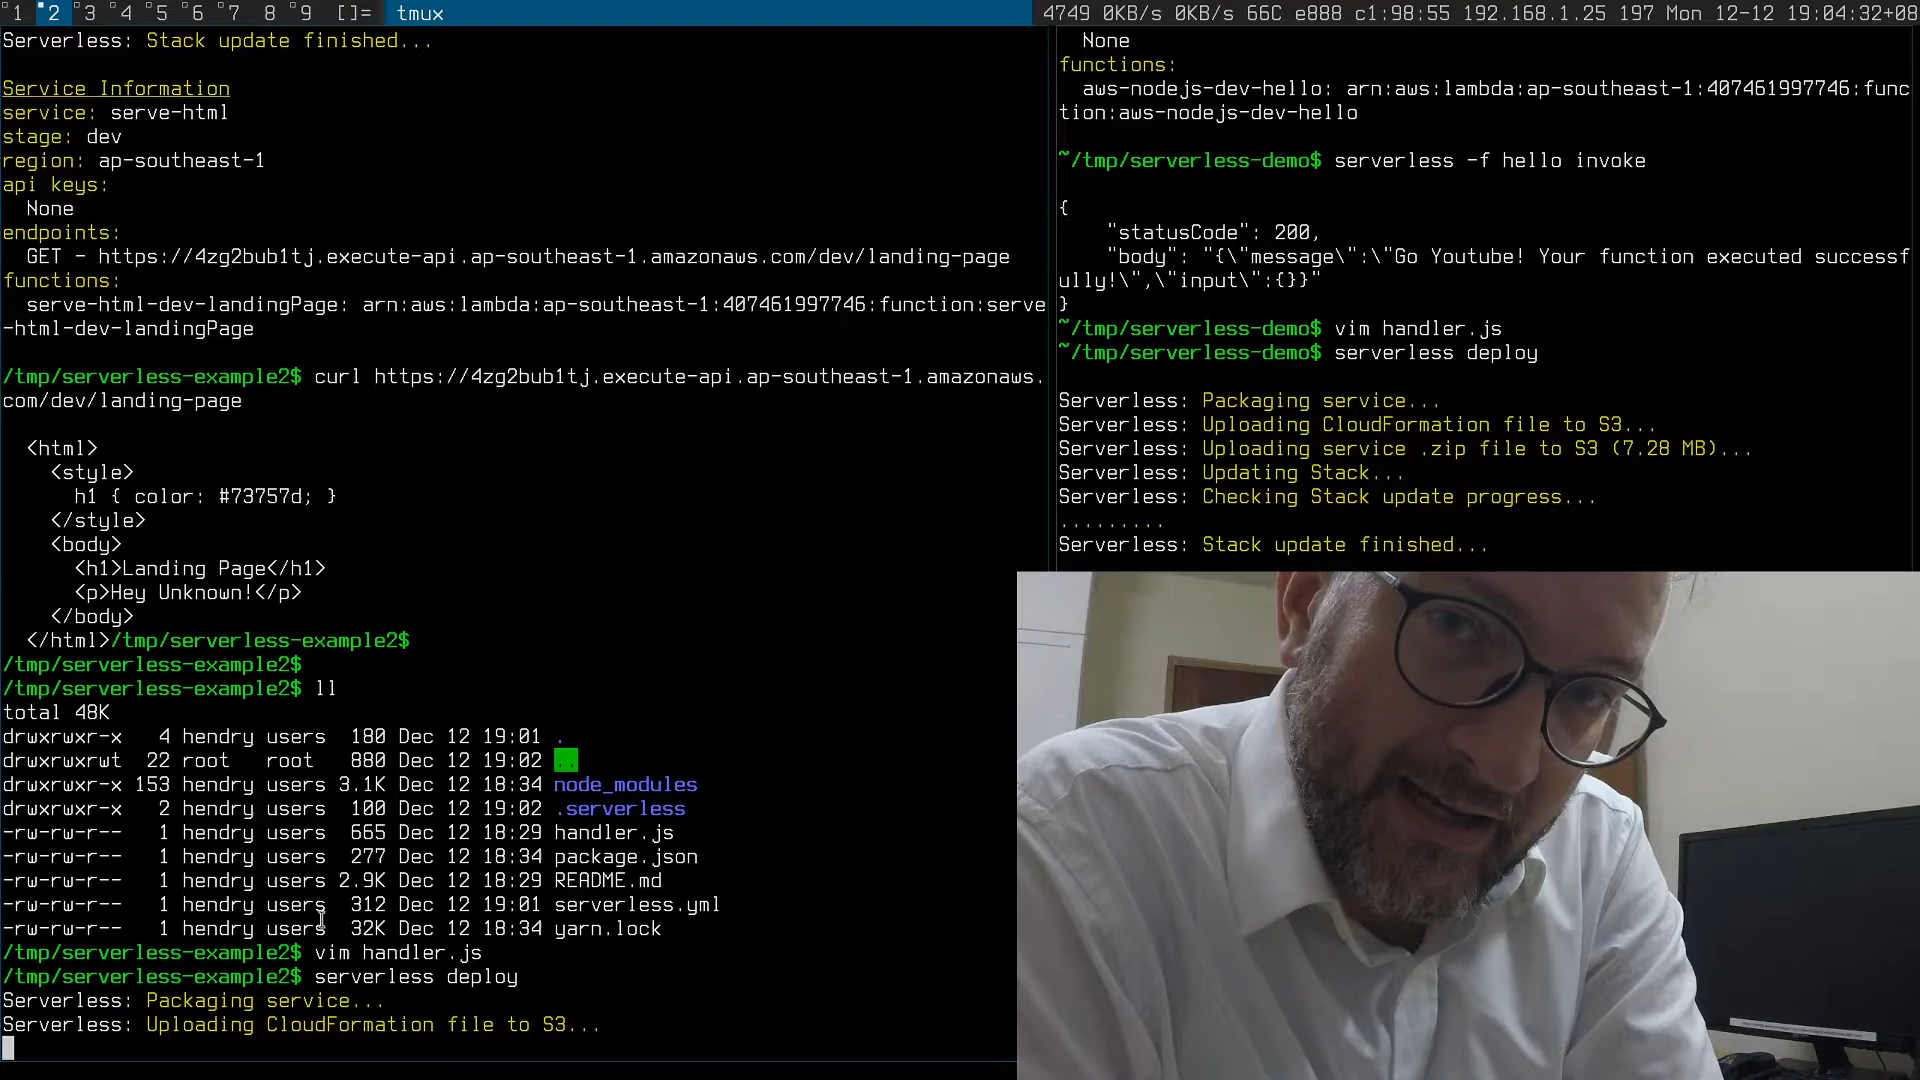 1 2 3 4 5 6 7 8 9 []= tmux 4749 0KB/s 0KB/s 66C e888 c1:98:55 192.168.1.25 197 Mon 12-12 19:04:32+08
Serverless: Stack update finished...
Service Information
service: serve-html
stage: dev
region: ap-southeast-1
api keys:
  None
endpoints:
  GET - https://4zg2bub1tj.execute-api.ap-southeast-1.amazonaws.com/dev/landing-page
functions:
  serve-html-dev-landingPage: arn:aws:lambda:ap-southeast-1:407461997746:function:serve
-html-dev-landingPage
/tmp/serverless-example2$ curl https://4zg2bub1tj.execute-api.ap-southeast-1.amazonaws.
com/dev/landing-page
  <html>
    <style>
      h1 { color: #73757d; }
    </style>
    <body>
      <h1>Landing Page</h1>
      <p>Hey Unknown!</p>
    </body>
  </html>/tmp/serverless-example2$
/tmp/serverless-example2$
/tmp/serverless-example2$ ll
total 48K
drwxrwxr-x   4 hendry users  180 Dec 12 19:01 .
drwxrwxrwt  22 root   root   880 Dec 12 19:02 ..
drwxrwxr-x 153 hendry users 3.1K Dec 12 18:34 node_modules
drwxrwxr-x   2 hendry users  100 Dec 12 19:02 .serverless
-rw-rw-r--   1 hendry users  665 Dec 12 18:29 handler.js
-rw-rw-r--   1 hendry users  277 Dec 12 18:34 package.json
-rw-rw-r--   1 hendry users 2.9K Dec 12 18:29 README.md
-rw-rw-r--   1 hendry users  312 Dec 12 19:01 serverless.yml
-rw-rw-r--   1 hendry users  32K Dec 12 18:34 yarn.lock
/tmp/serverless-example2$ vim handler.js
/tmp/serverless-example2$ serverless deploy
Serverless: Packaging service...
Serverless: Uploading CloudFormation file to S3...
  None
functions:
  aws-nodejs-dev-hello: arn:aws:lambda:ap-southeast-1:407461997746:func
tion:aws-nodejs-dev-hello
~/tmp/serverless-demo$ serverless -f hello invoke
{
    "statusCode": 200,
    "body": "{\"message\":\"Go Youtube! Your function executed successf
ully!\",\"input\":{}}"
}
~/tmp/serverless-demo$ vim handler.js
~/tmp/serverless-demo$ serverless deploy
Serverless: Packaging service...
Serverless: Uploading CloudFormation file to S3...
Serverless: Uploading service .zip file to S3 (7.28 MB)...
Serverless: Updating Stack...
Serverless: Checking Stack update progress...
.........
Serverless: Stack update finished...